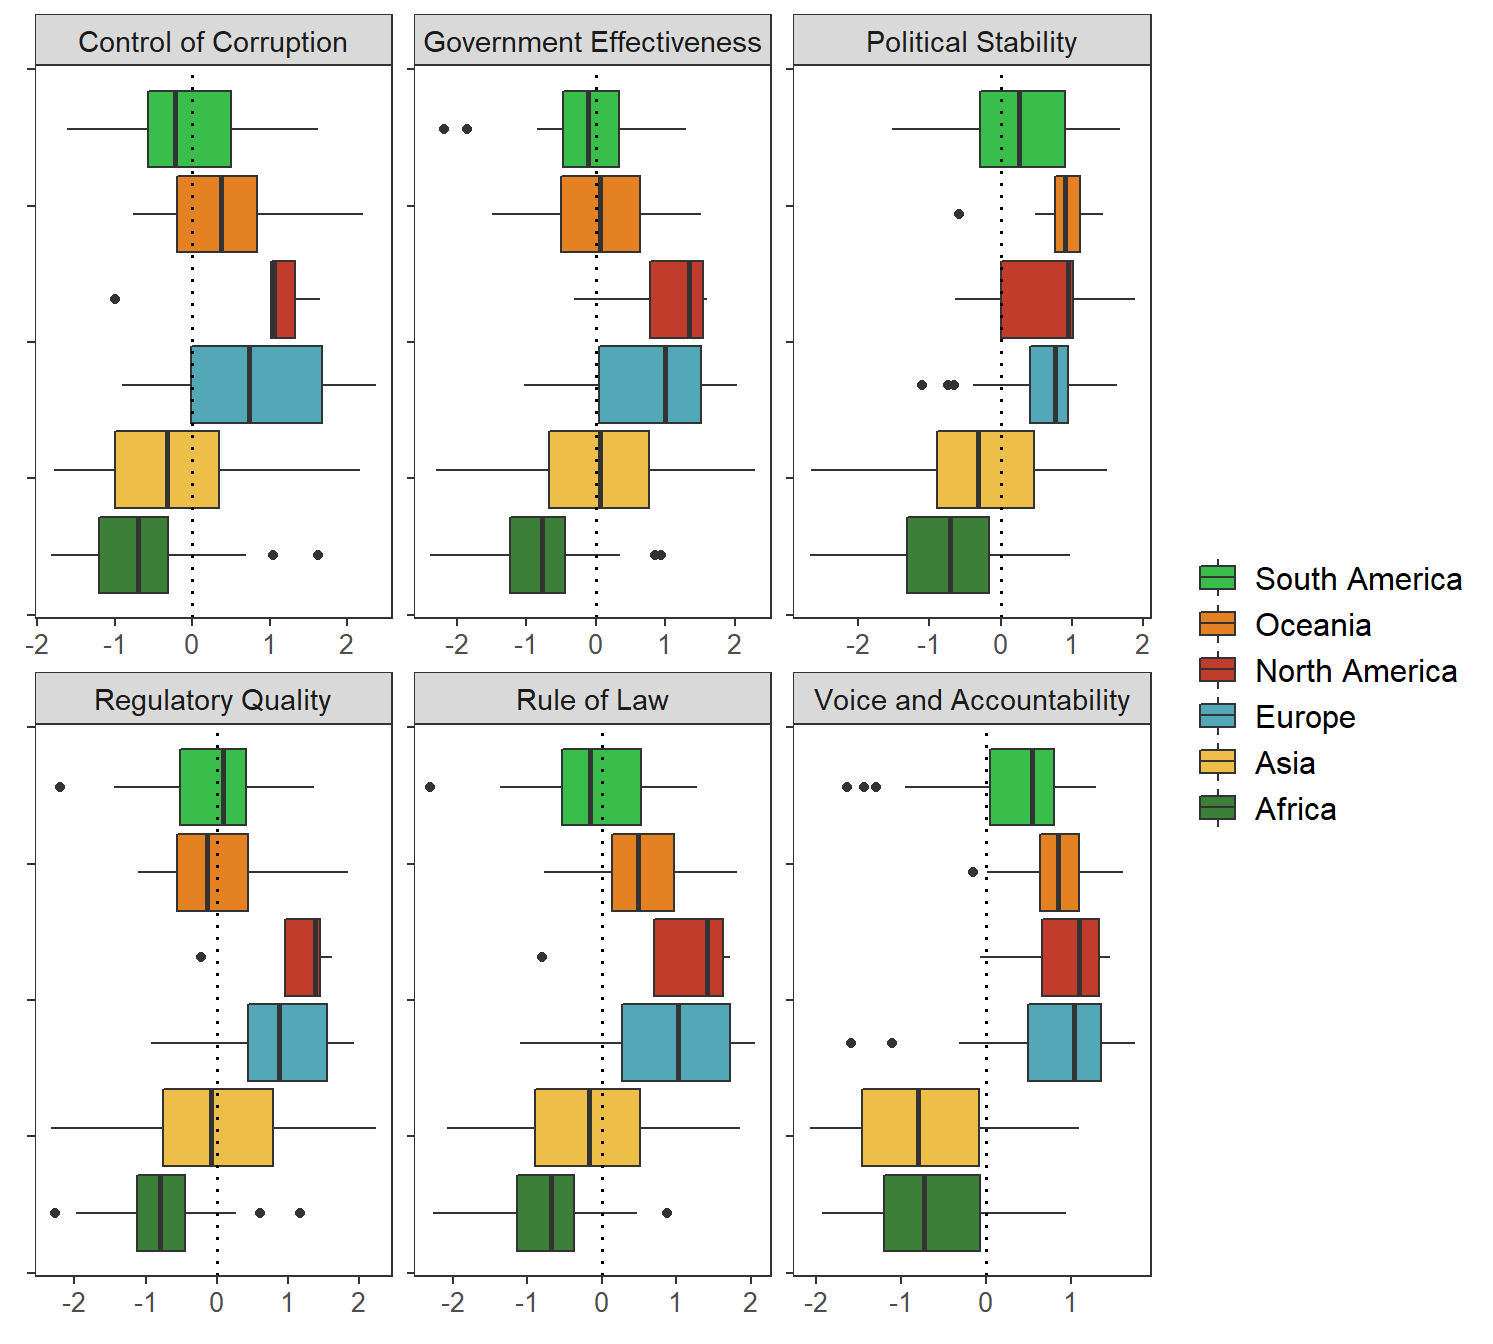 Control of Corruption Government Effectiveness Political Stability
-2 -1 0 1 2 -2 -1 0 1 2 -2 -1 0 1 2
Regulatory Quality Rule of Law Voice and Accountability
-2 -1 0 1 2 -2 -1 0 1 2 -2 -1 0 1
South America
Oceania
North America
Europe
Asia
Africa